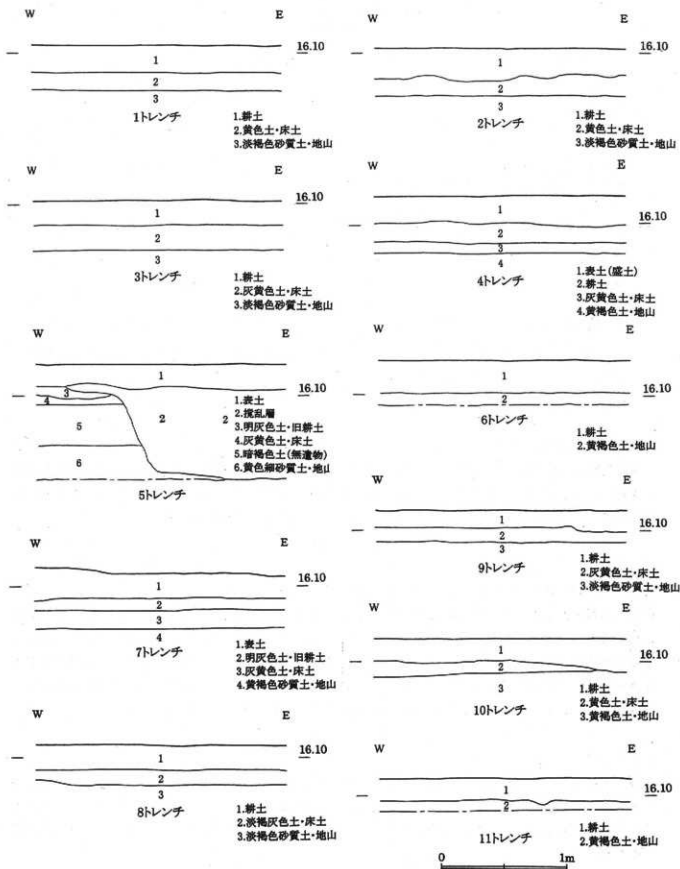 W E
16.10
1
2
3
1トレンチ
1.耕土
2.黄色土・床土
3.淡褐色砂質土・地山
W E
16.10
1
2
3
2トレンチ
1.耕土
2.黄色土・床土
3.淡褐色砂質土・地山
W E
16.10
1
2
3
3トレンチ
1.耕土
2.灰黄色土・床土
3.淡褐色砂質土・地山
W E
16.10
1
2
3
4
4トレンチ
1.表土(盛土)
2.耕土
3.灰黄色土・床土
4.黄褐色土・地山
W E
16.10
1
3
4
2 2
5
6
5トレンチ
1.表土
2.撹乱層
3.明灰色土・旧耕土
4.灰黄色土・床土
5.暗褐色土(無遺物)
6.黄色細砂質土・地山
W E
16.10
1
2
6トレンチ
1.耕土
2.黄褐色土・地山
W E
16.10
1
2
3
4
7トレンチ
1.表土
2.明灰色土・旧耕土
3.灰黄色土・床土
4.黄褐色砂質土・地山
W E
16.10
1
2
3
9トレンチ
1.耕土
2.灰黄色土・床土
3.淡褐色砂質土・地山
W E
16.10
1
2
3
10トレンチ
1.耕土
2.黄色土・床土
3.黄褐色土・地山
W E
16.10
1
2
3
8トレンチ
1.耕土
2.淡褐灰色土・床土
3.淡褐色砂質土・地山
W E
16.10
1
2
11トレンチ
1.耕土
2.黄褐色土・地山
0 1m